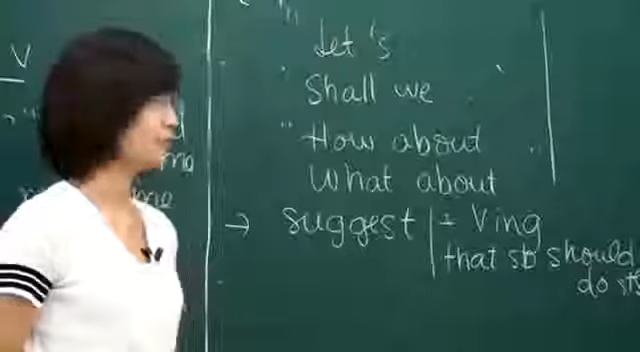 V
Let's
Shall we
How about
What about
→ suggest + Ving
that sb should
do sth